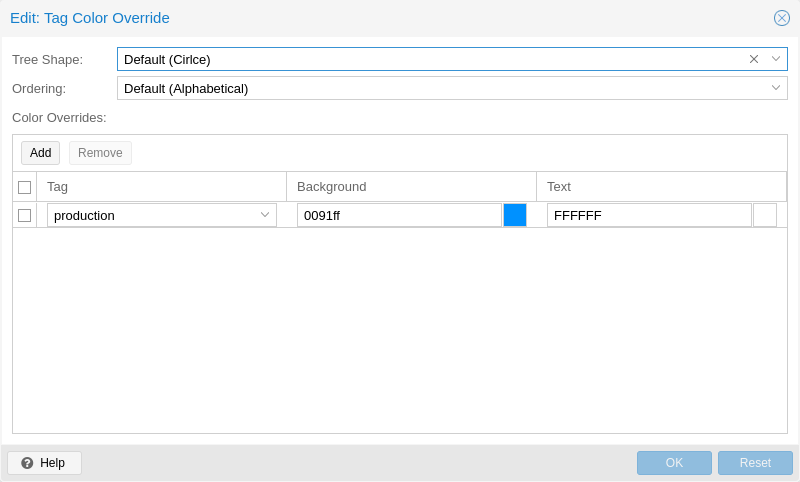 Edit: Tag Color Override
Tree Shape: Default (Cirlce)
Ordering: Default (Alphabetical)
Color Overrides:
Add Remove
Tag Background Text
production 0091ff FFFFFF
Help OK Reset